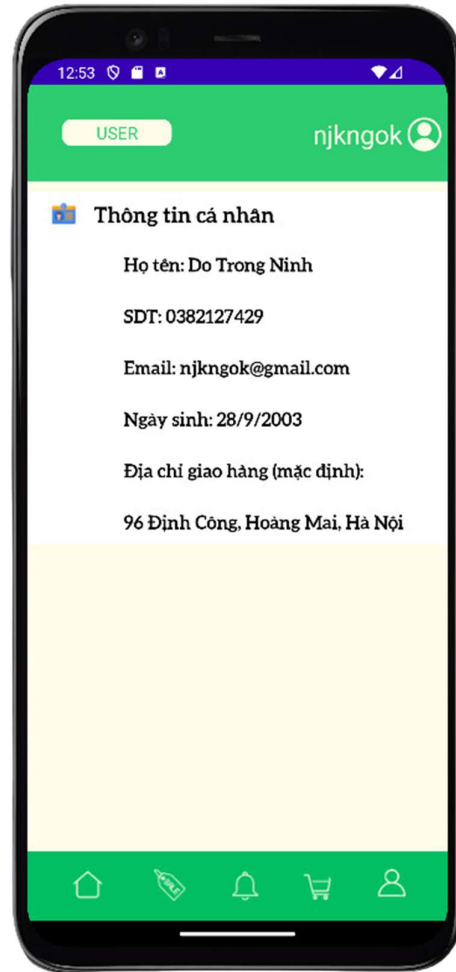 12:53
USER
njkngok
Thông tin cá nhân
Họ tên: Do Trong Ninh
SDT: 0382127429
Email: njkngok@gmail.com
Ngày sinh: 28/9/2003
Địa chỉ giao hàng (mặc định):
96 Định Công, Hoàng Mai, Hà Nội
SALE